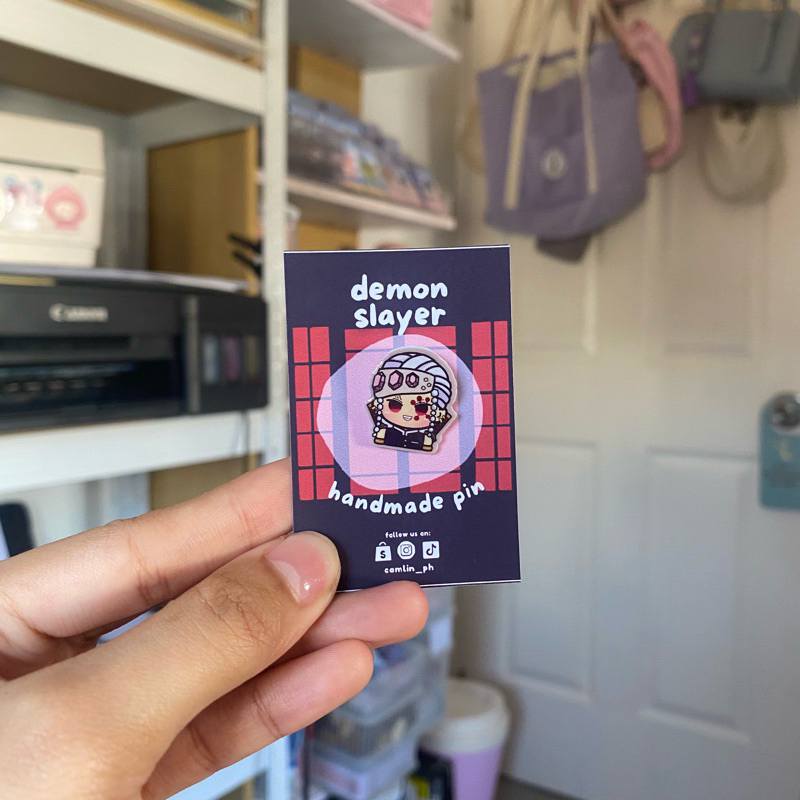 Canon
demon
slayer
handmade pin
follow us on:
S
camlin_ph